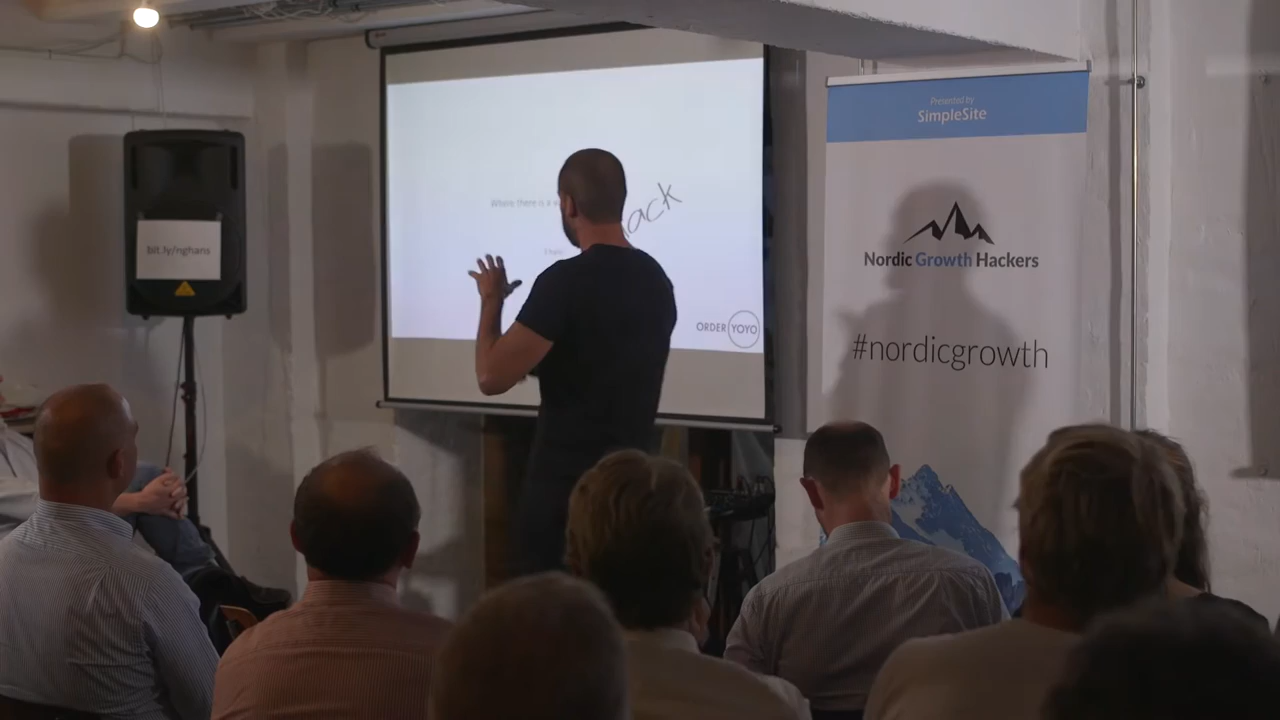 bit.ly/nghans
Where there is a
ack
ORDER YOYO
Presented by
SimpleSite
Nordic Growth Hackers
#nordicgrowth